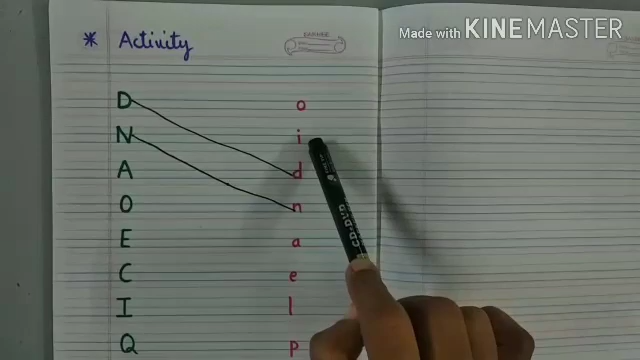 Made with KINEMASTER
* Activity
D o
N i
A d
O n
E a
C e
I l
Q p